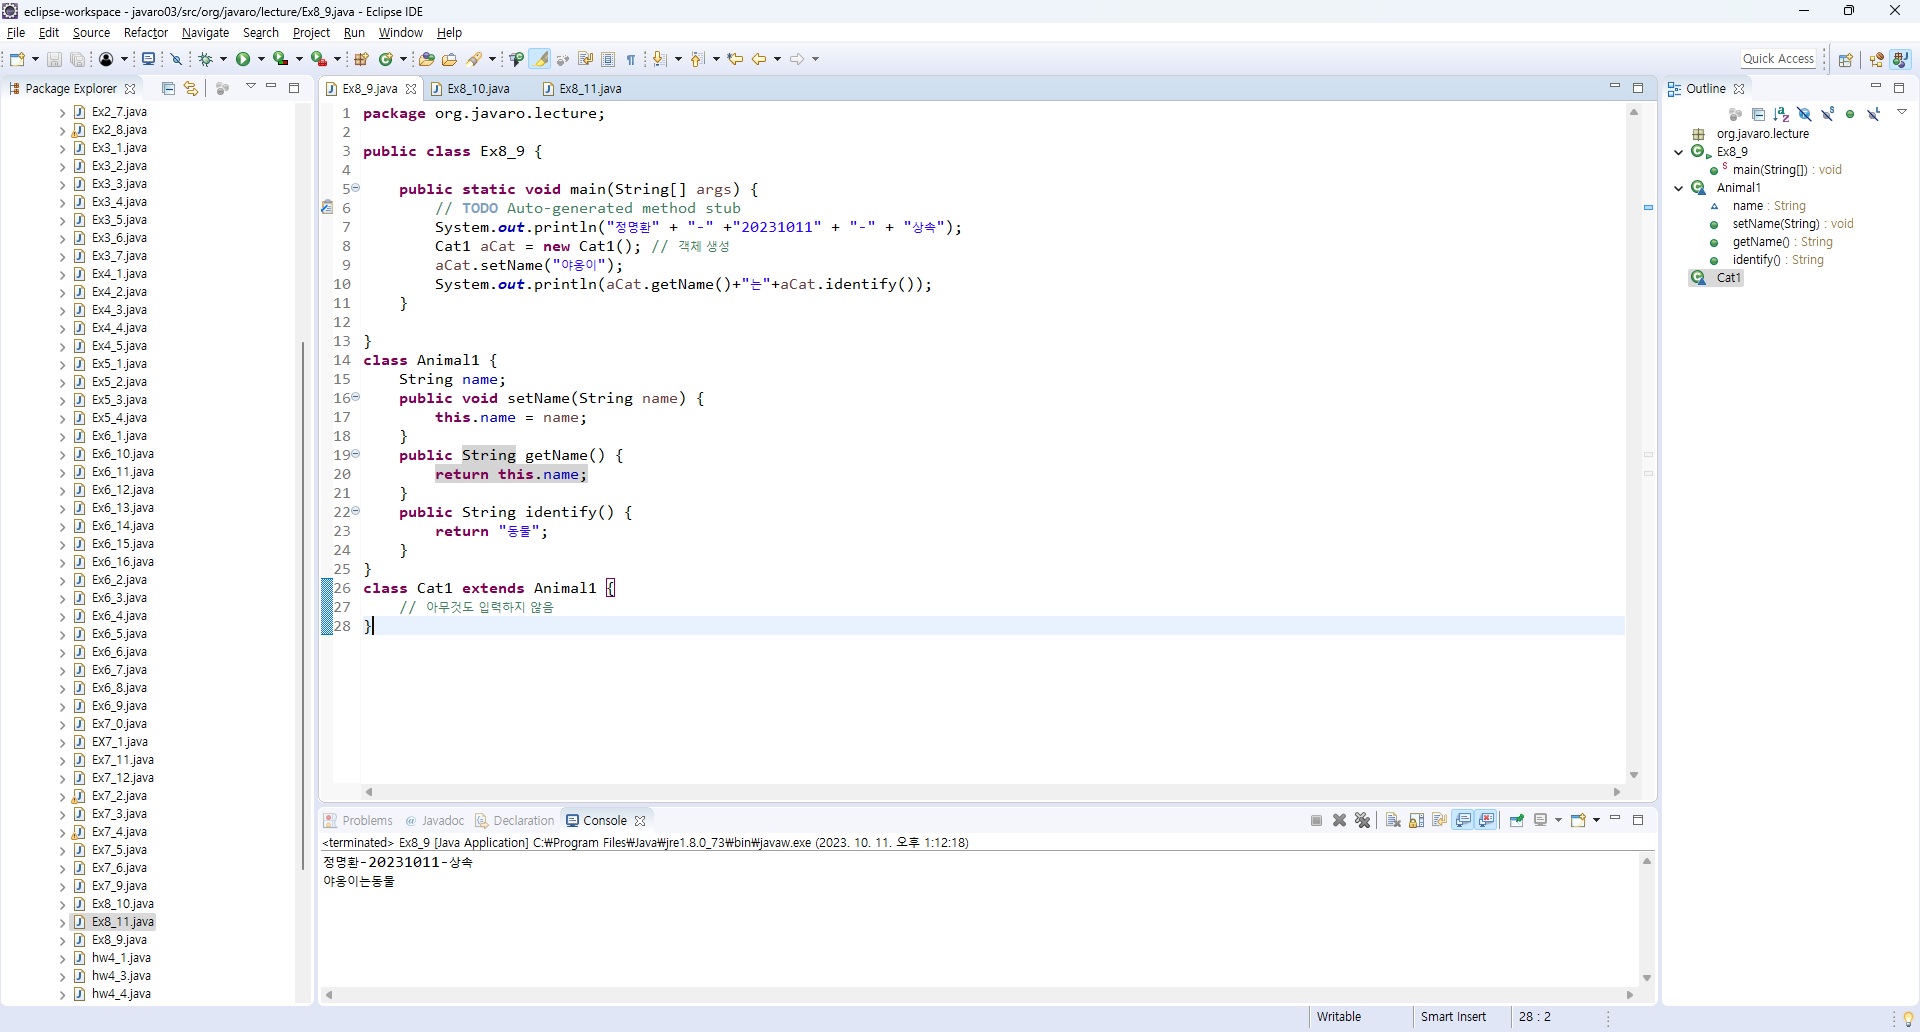 eclipse-workspace - javaro03/src/org/javaro/lecture/Ex8_9.java - Eclipse IDE
File Edit Source Refactor Navigate Search Project Run Window Help
Quick Access
Package Explorer
Ex2_7.java
Ex2_8.java
Ex3_1.java
Ex3_2.java
Ex3_3.java
Ex3_4.java
Ex3_5.java
Ex3_6.java
Ex3_7.java
Ex4_1.java
Ex4_2.java
Ex4_3.java
Ex4_4.java
Ex4_5.java
Ex5_1.java
Ex5_2.java
Ex5_3.java
Ex5_4.java
Ex6_1.java
Ex6_10.java
Ex6_11.java
Ex6_12.java
Ex6_13.java
Ex6_14.java
Ex6_15.java
Ex6_16.java
Ex6_2.java
Ex6_3.java
Ex6_4.java
Ex6_5.java
Ex6_6.java
Ex6_7.java
Ex6_8.java
Ex6_9.java
Ex7_0.java
EX7_1.java
Ex7_11.java
Ex7_12.java
Ex7_2.java
Ex7_3.java
Ex7_4.java
Ex7_5.java
Ex7_6.java
Ex7_9.java
Ex8_10.java
Ex8_11.java
Ex8_9.java
hw4_1.java
hw4_3.java
hw4_4.java
Ex8_9.java Ex8_10.java Ex8_11.java
1 package org.javaro.lecture;
2
3 public class Ex8_9 {
4
5 public static void main(String[] args) {
6 // TODO Auto-generated method stub
7 System.out.println("정명환" + "-" +"20231011" + "-" + "상속");
8 Cat1 aCat = new Cat1(); // 객체 생성
9 aCat.setName("야옹이");
10 System.out.println(aCat.getName()+"는"+aCat.identify());
11 }
12
13 }
14 class Animal1 {
15 String name;
16 public void setName(String name) {
17 this.name = name;
18 }
19 public String getName() {
20 return this.name;
21 }
22 public String identify() {
23 return "동물";
24 }
25 }
26 class Cat1 extends Animal1 {
27 // 아무것도 입력하지 않음
28 }
Problems @ Javadoc Declaration Console
<terminated> Ex8_9 [Java Application] C:₩Program Files₩Java₩jre1.8.0_73₩bin₩javaw.exe (2023. 10. 11. 오후 1:12:18)
정명환-20231011-상속
야옹이는동물
Outline
org.javaro.lecture
Ex8_9
main(String[]) : void
Animal1
name : String
setName(String) : void
getName() : String
identify() : String
Cat1
Writable Smart Insert 28 : 2